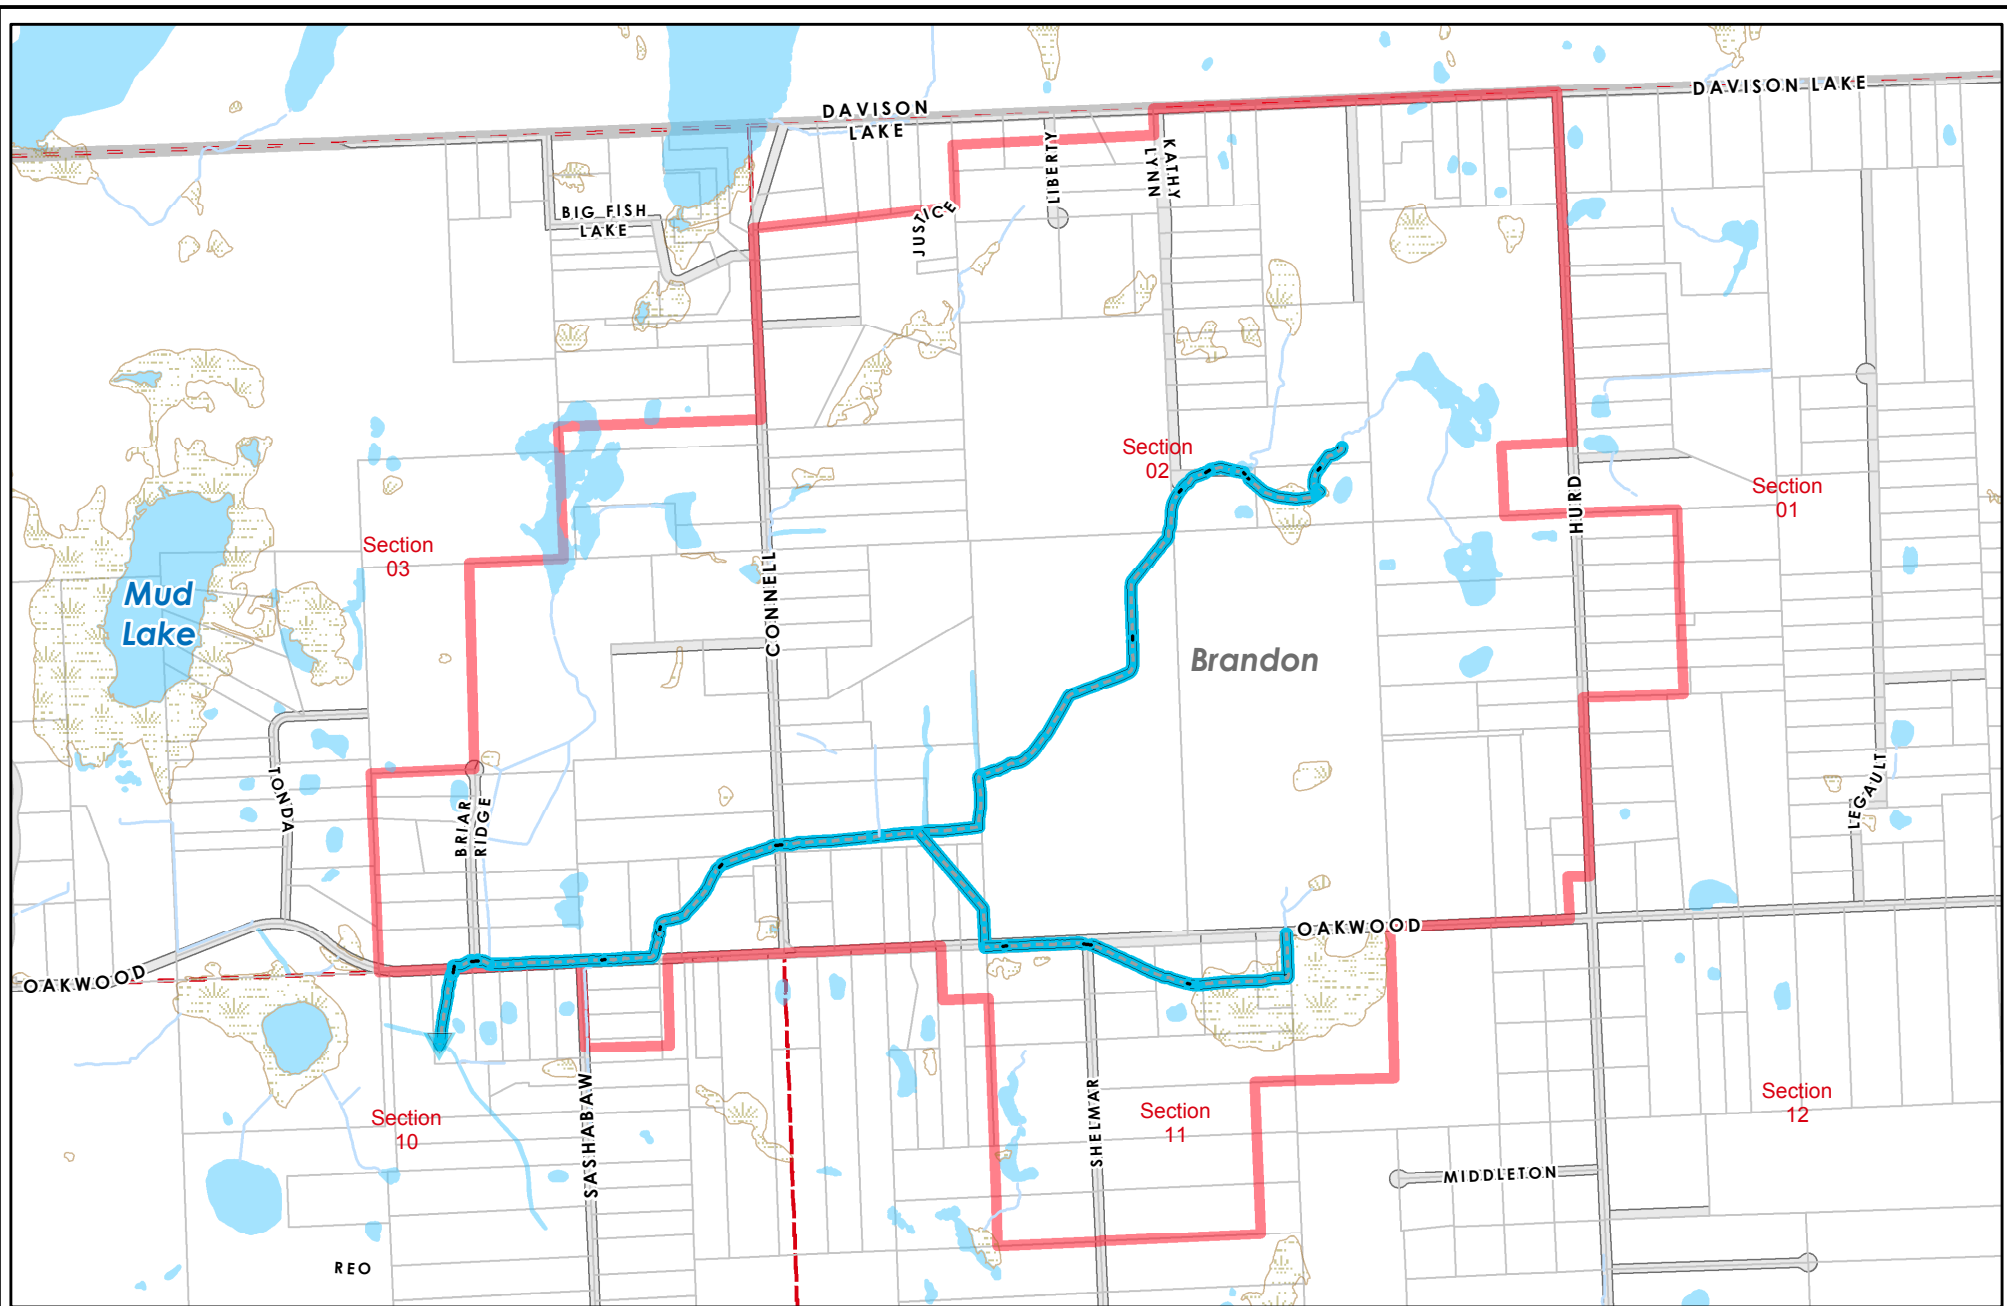 DAVISON LAKE
DAVISON
LAKE
LIBERTY
KATHY
LYNN
BIG FISH
LAKE
JUSTICE
Section
02
Section
01
HURD
Section
03
CONNELL
Mud
Lake
Brandon
TONDA
BRIAR
RIDGE
LEGAULT
OAKWOOD
OAKWOOD
SASHABAW
SHELMAR
Section
10
Section
11
Section
12
MIDDLETON
REO